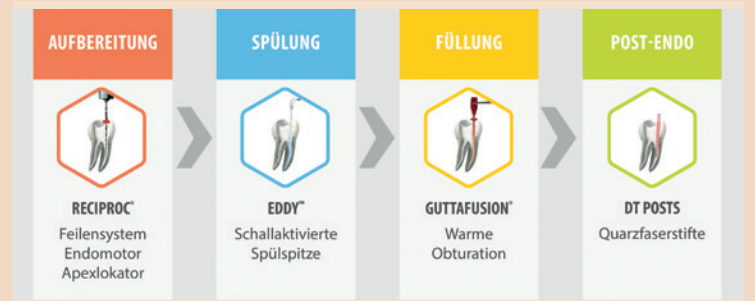 AUFBEREITUNG
RECIPROC®
Feilensystem
Endomotor
Apexlokator
SPÜLUNG
EDDY™
Schallaktivierte
Spülspitze
FÜLLUNG
GUTTAFUSION®
Warme
Obturation
POST-ENDO
DT POSTS
Quarzfaserstifte